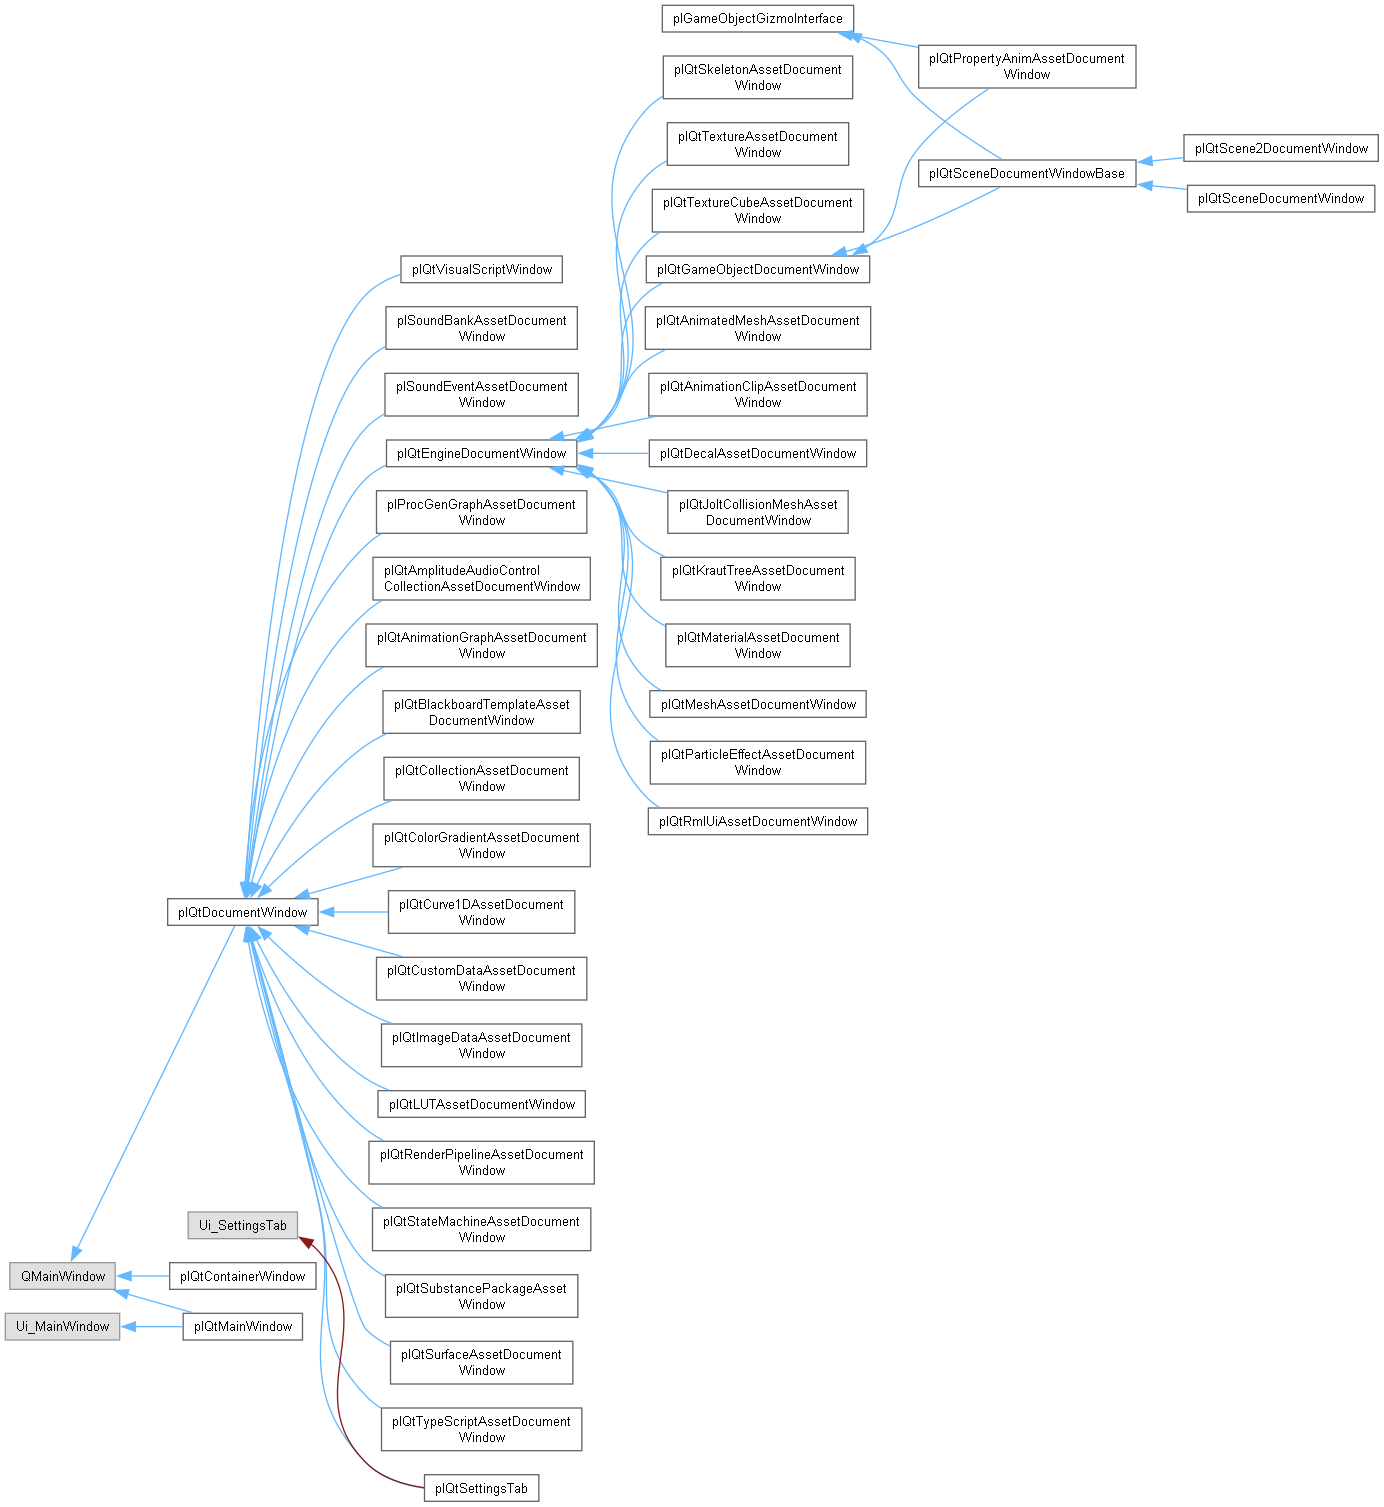 plGameObjectGizmoInterface
plQtPropertyAnimAssetDocument
Window
plQtSkeletonAssetDocument
Window
plQtTextureAssetDocument
Window
plQtScene2DocumentWindow
plQtSceneDocumentWindowBase
plQtSceneDocumentWindow
plQtTextureCubeAssetDocument
Window
plQtVisualScriptWindow
plQtGameObjectDocumentWindow
plSoundBankAssetDocument
Window
plQtAnimatedMeshAssetDocument
Window
plSoundEventAssetDocument
Window
plQtAnimationClipAssetDocument
Window
plQtEngineDocumentWindow
plQtDecalAssetDocumentWindow
plProcGenGraphAssetDocument
Window
plQtJoltCollisionMeshAsset
DocumentWindow
plQtAmplitudeAudioControl
CollectionAssetDocumentWindow
plQtKrautTreeAssetDocument
Window
plQtAnimationGraphAssetDocument
Window
plQtMaterialAssetDocument
Window
plQtBlackboardTemplateAsset
DocumentWindow
plQtMeshAssetDocumentWindow
plQtCollectionAssetDocument
Window
plQtParticleEffectAssetDocument
Window
plQtColorGradientAssetDocument
Window
plQtRmlUiAssetDocumentWindow
plQtDocumentWindow
plQtCurve1DAssetDocument
Window
plQtCustomDataAssetDocument
Window
plQtImageDataAssetDocument
Window
plQtLUTAssetDocumentWindow
plQtRenderPipelineAssetDocument
Window
Ui_SettingsTab
plQtStateMachineAssetDocument
Window
QMainWindow
plQtContainerWindow
plQtSubstancePackageAsset
Window
Ui_MainWindow
plQtMainWindow
plQtSurfaceAssetDocument
Window
plQtTypeScriptAssetDocument
Window
plQtSettingsTab